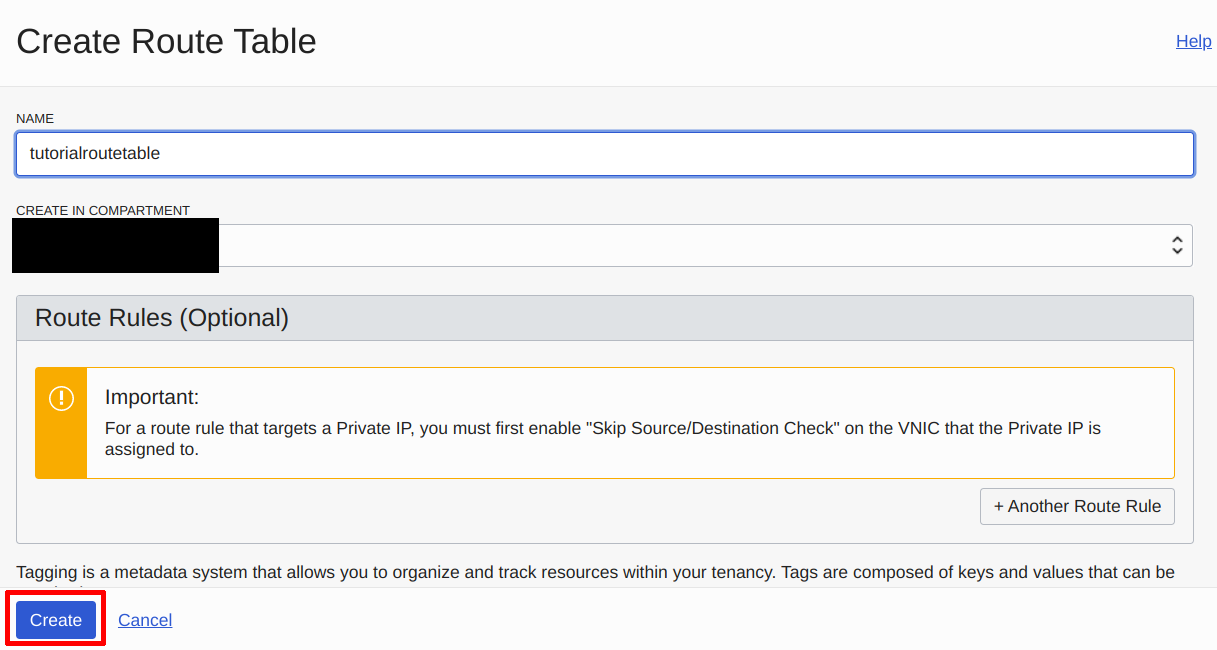 Create Route Table
Help
NAME
tutorialroutetable
CREATE IN COMPARTMENT
Route Rules (Optional)
Important:
For a route rule that targets a Private IP, you must first enable "Skip Source/Destination Check" on the VNIC that the Private IP is
assigned to.
+ Another Route Rule
Tagging is a metadata system that allows you to organize and track resources within your tenancy. Tags are composed of keys and values that can be
Create
Cancel